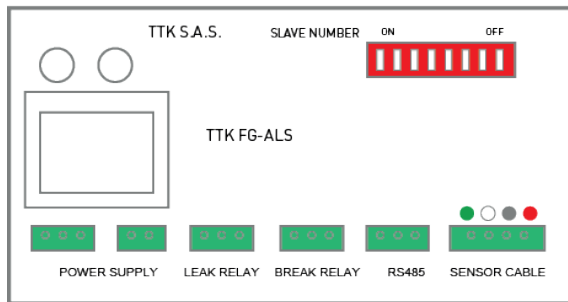 TTK S.A.S.
SLAVE NUMBER
ON
OFF
TTK FG-ALS
POWER SUPPLY
LEAK RELAY
BREAK RELAY
RS485
SENSOR CABLE